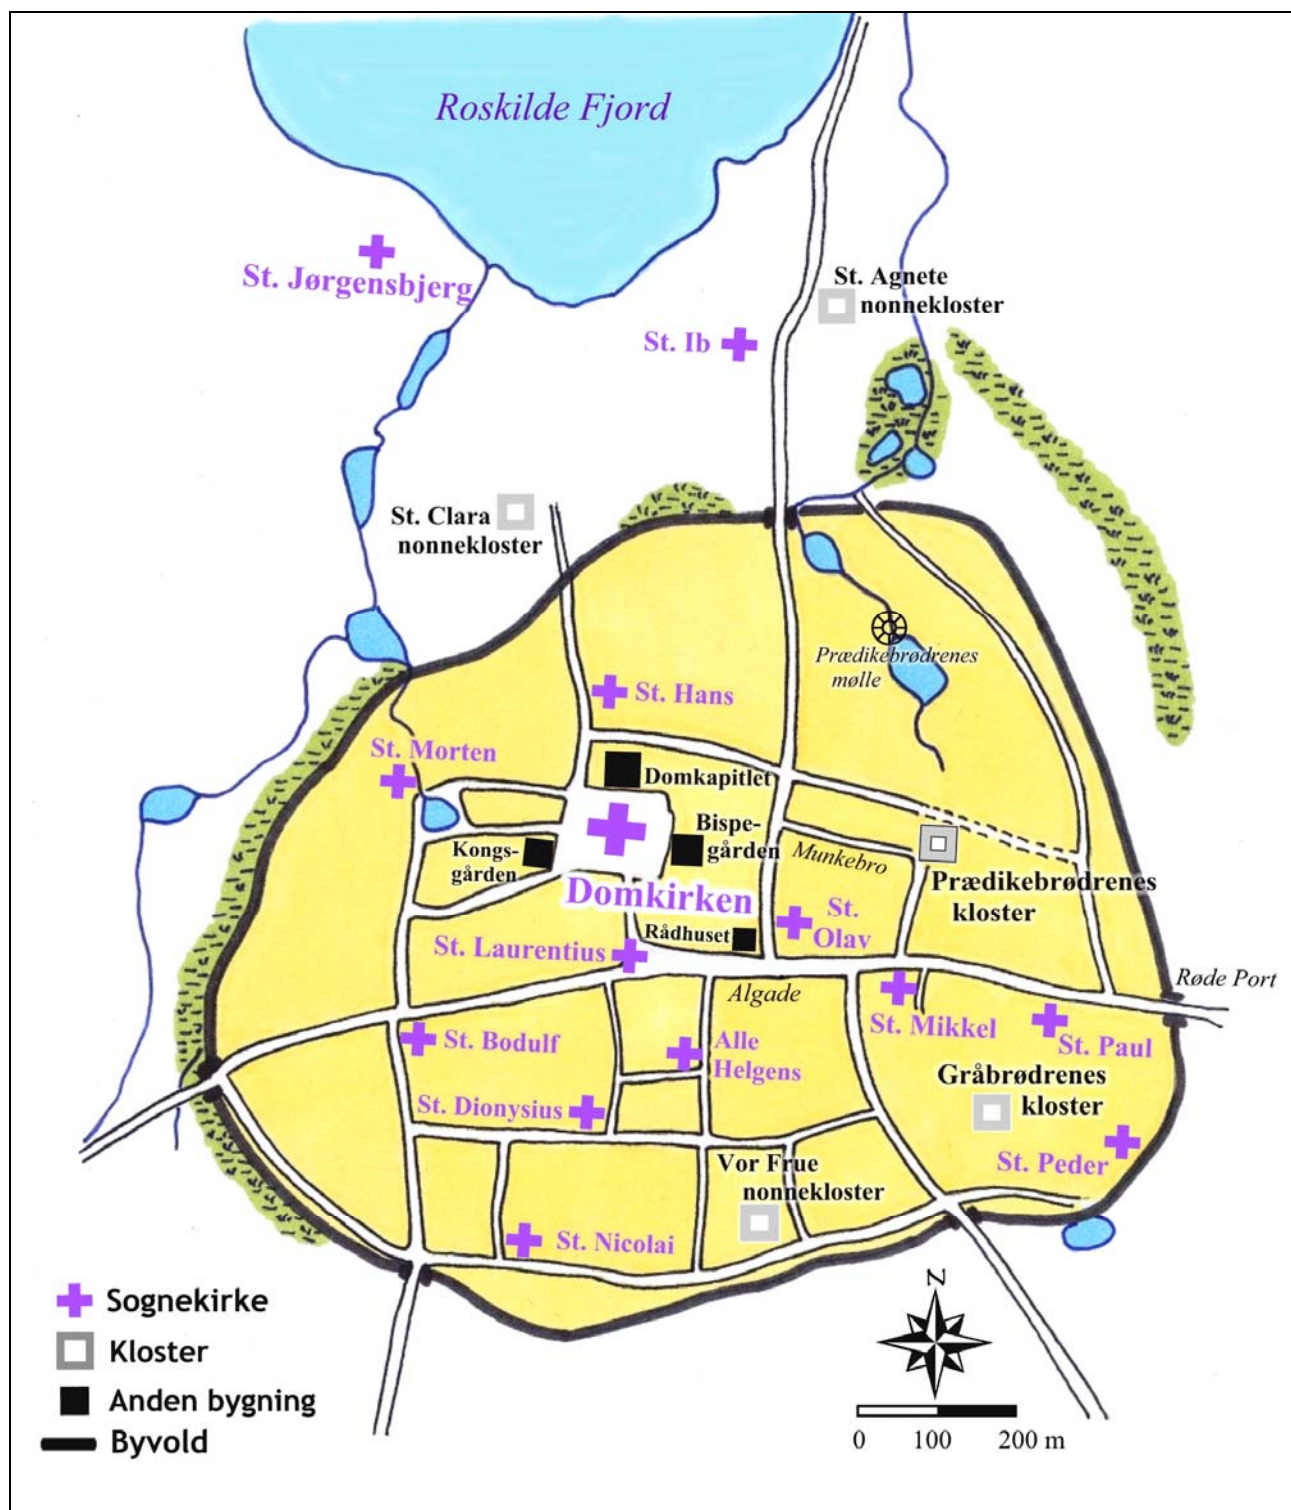 Roskilde Fjord
St. Jørgensbjerg
St. Agnete
nonnekloster
St. Ib
St. Clara
nonnekloster
Prædikebrødrenes
mølle
St. Hans
St. Morten
Domkapitlet
Bispe-
gården
Kongs-
gården
Munkebro
Prædikebrødrenes
kloster
Domkirken
St.
Olav
Rådhuset
St. Laurentius
Algade
Røde Port
St. Mikkel
St. Paul
St. Bodulf
Alle
Helgens
Gråbrødrenes
kloster
St. Dionysius
St. Peder
Vor Frue
nonnekloster
St. Nicolai
N
Sognekirke
Kloster
Anden bygning
Byvold
0 100 200 m